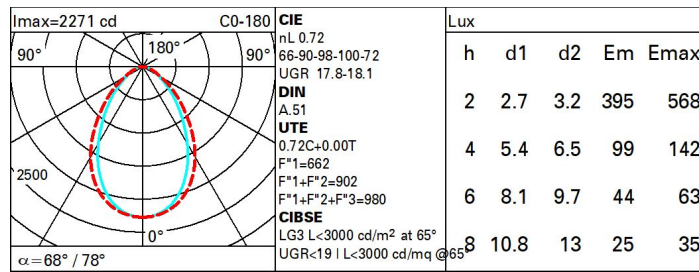 Imax=2271 cd C0-180
90° 180° 90°
2500
0°
α=68° / 78°
CIE
nL 0.72
66-90-98-100-72
UGR 17.8-18.1
DIN
A.51
UTE
0.72C+0.00T
F"1=662
F"1+F"2=902
F"1+F"2+F"3=980
CIBSE
LG3 L<3000 cd/m² at 65°
UGR<19 | L<3000 cd/mq @65°
Lux
h d1 d2 Em Emax
2 2.7 3.2 395 568
4 5.4 6.5 99 142
6 8.1 9.7 44 63
8 10.8 13 25 35